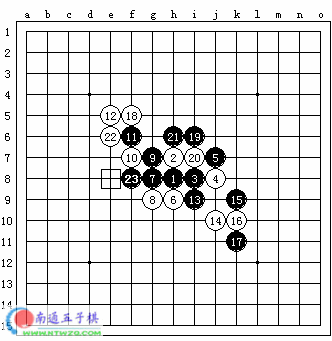 a b c d e f g h i j k l m n o
1
2
3
4
5 12 18
6 22 11 21 19
7 10 9 2 20 5
8 23 7 1 3 4
9 8 6 13 15
10 14 16
11 17
12
13
14
15
南通五子棋
WWW.NTWZQ.COM